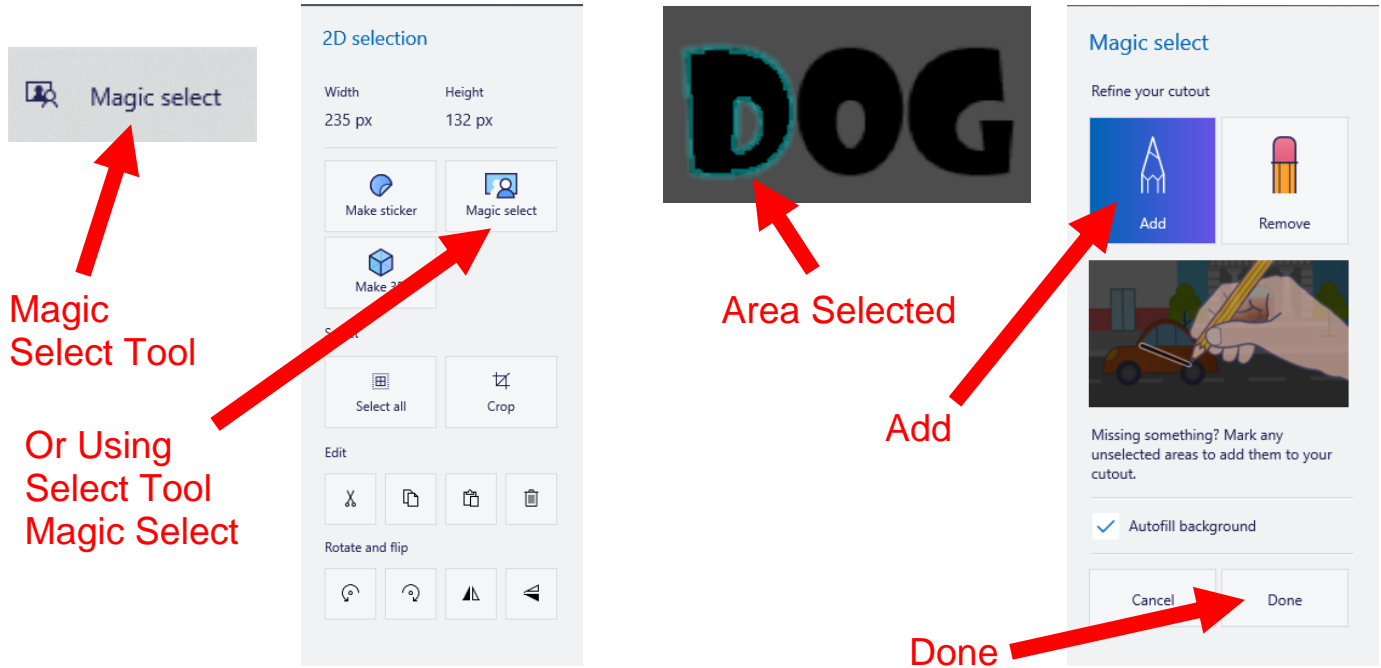 Magic select
Magic
Select Tool
Or Using
Select Tool
Magic Select
2D selection
Width
Height
235 px
132 px
Make sticker
Magic select
Make
Select all
Crop
Edit
Rotate and flip
DOG
Area Selected
Add
Done
Magic select
Refine your cutout
Add
Remove
Missing something? Mark any
unselected areas to add them to your
cutout.
Autofill background
Cancel
Done